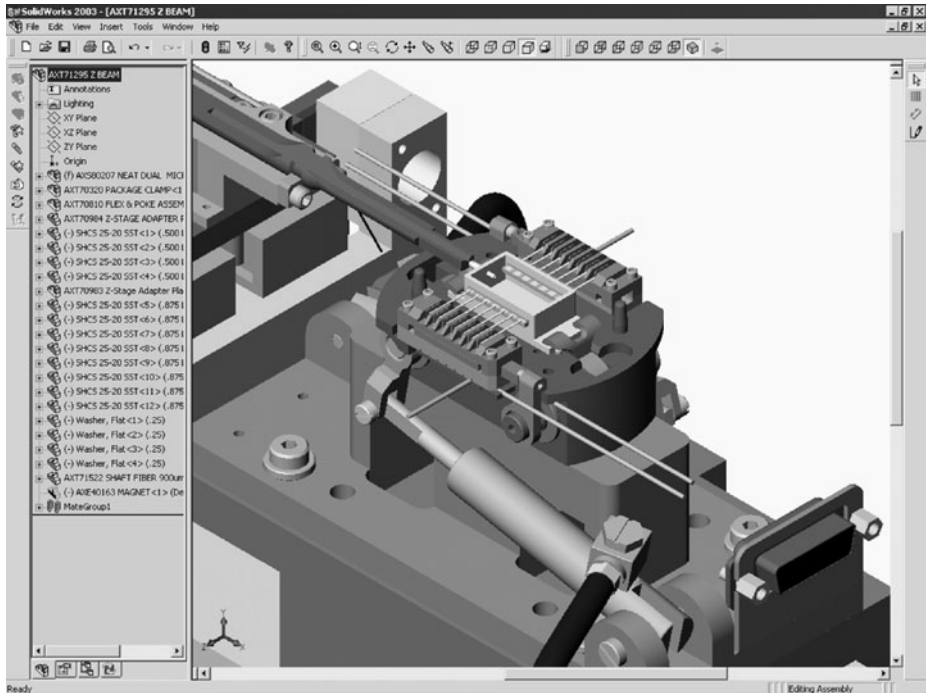 SolidWorks 2003 - [AXT71295 Z BEAM]
File Edit View Insert Tools Window Help
AXT71295 Z BEAM
Annotations
Lighting
XY Plane
XZ Plane
ZY Plane
Origin
(f) AXS80207 NEAT DUAL MICI
AXT70320 PACKAGE CLAMP<1
AXT70810 FLEX & POKE ASSEM
AXT70984 Z-STAGE ADAPTER F
(-) SHCS 25-20 SST<1> (.5001
(-) SHCS 25-20 SST<2> (.5001
(-) SHCS 25-20 SST<3> (.5001
(-) SHCS 25-20 SST<4> (.5001
AXT70983 Z-Stage Adapter Pla
(-) SHCS 25-20 SST<5> (.8751
(-) SHCS 25-20 SST<6> (.8751
(-) SHCS 25-20 SST<7> (.8751
(-) SHCS 25-20 SST<8> (.8751
(-) SHCS 25-20 SST<9> (.8751
(-) SHCS 25-20 SST<10> (.875
(-) SHCS 25-20 SST<11> (.875
(-) SHCS 25-20 SST<12> (.875
(-) Washer, Flat<1> (.25)
(-) Washer, Flat<2> (.25)
(-) Washer, Flat<3> (.25)
(-) Washer, Flat<4> (.25)
AXT71522 SHAFT FIBER 900um
(-) AXE40163 MAGNET<1> (De
MateGroup1
Y
Z X
Ready
Editing Assembly